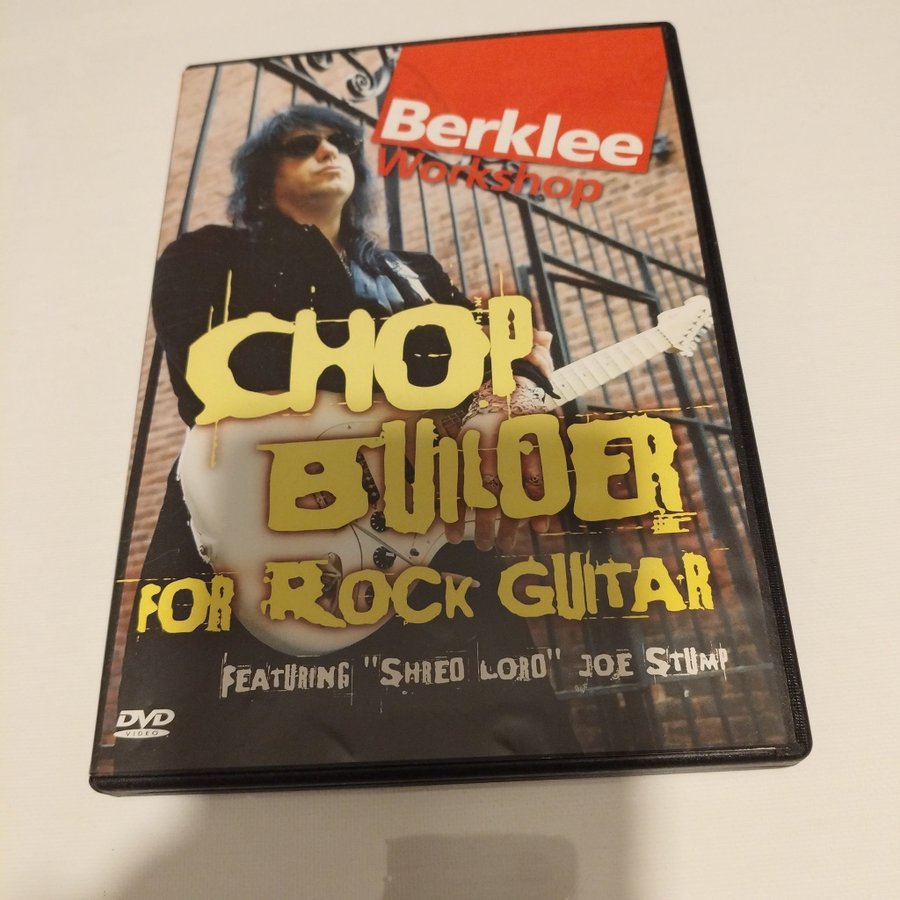 Berklee
Workshop
CHOP
BUILDER
FOR ROCK GUITAR
FEATURING "SHRED LORD" JOE STUMP
DVD
VIDEO